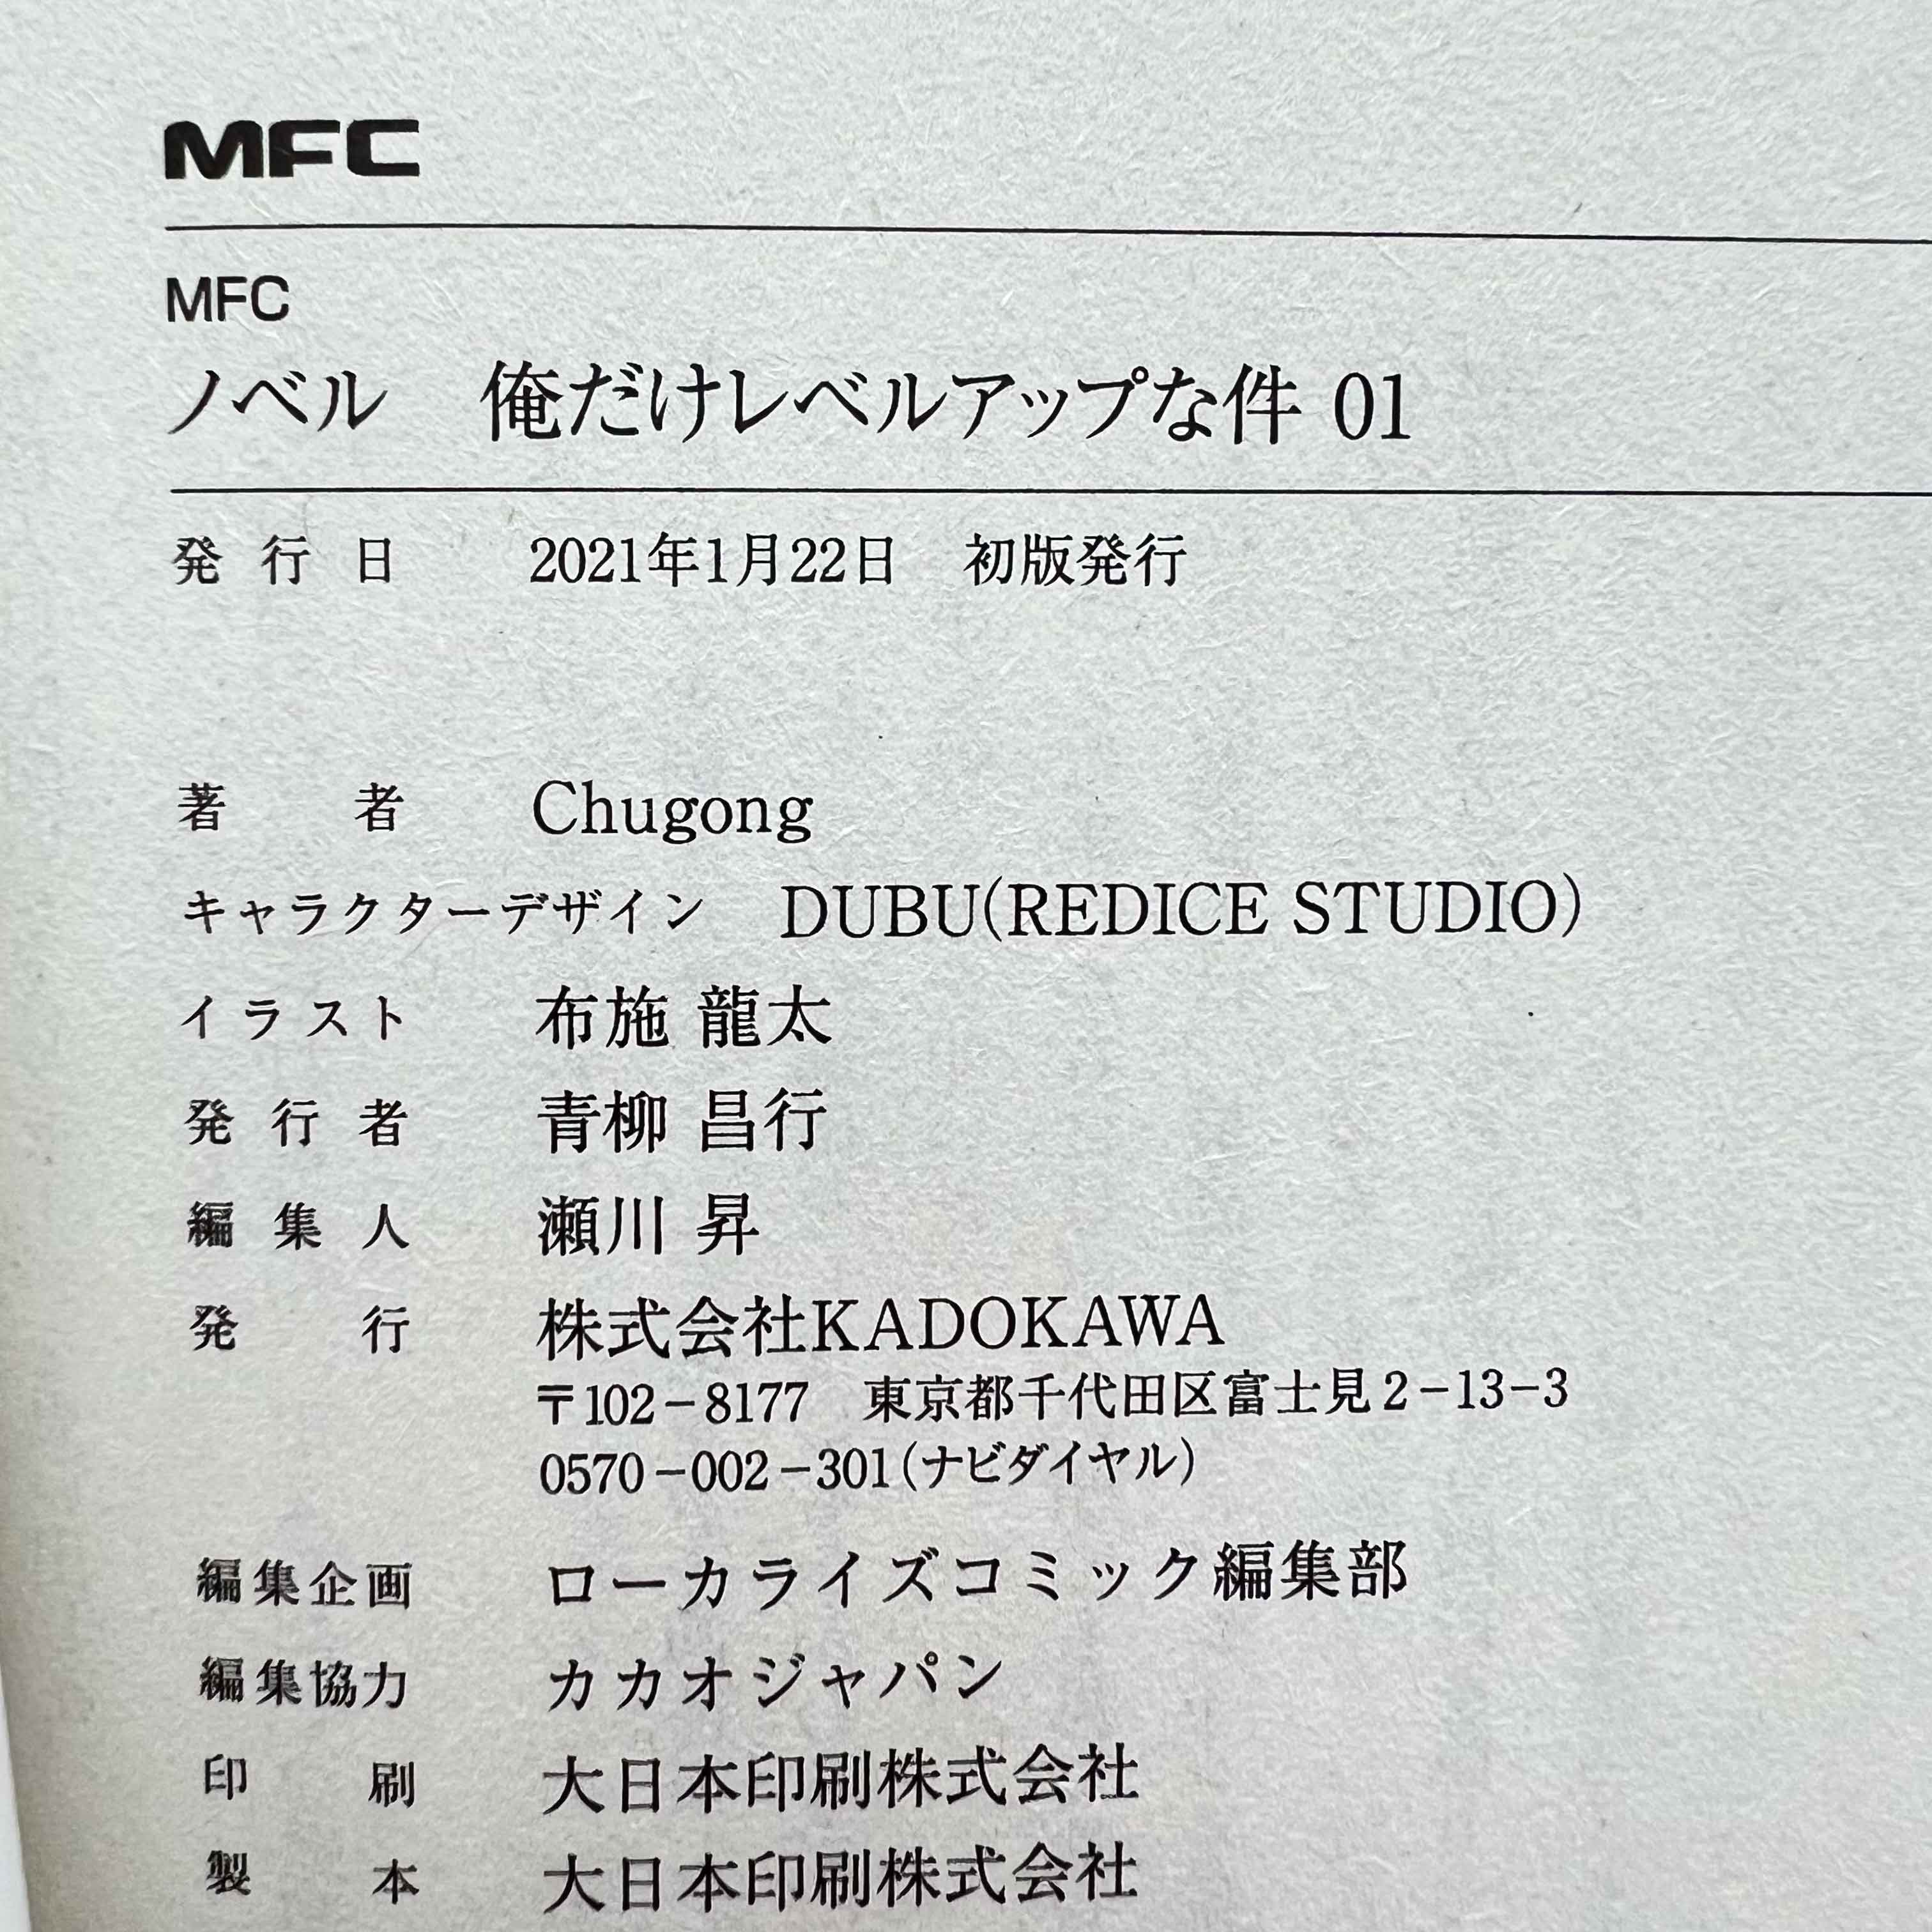 MFC
MFC
ノベル 俺だけレベルアップな件 01
発行日 2021年1月22日 初版発行
著者 Chugong
キャラクターデザイン DUBU(REDICE STUDIO)
イラスト 布施 龍太
発行者 青柳 昌行
編集人 瀬川 昇
発行 株式会社KADOKAWA
〒102-8177 東京都千代田区富士見2-13-3
0570-002-301(ナビダイヤル)
編集企画 ローカライズコミック編集部
編集協力 カカオジャパン
印刷 大日本印刷株式会社
製本 大日本印刷株式会社